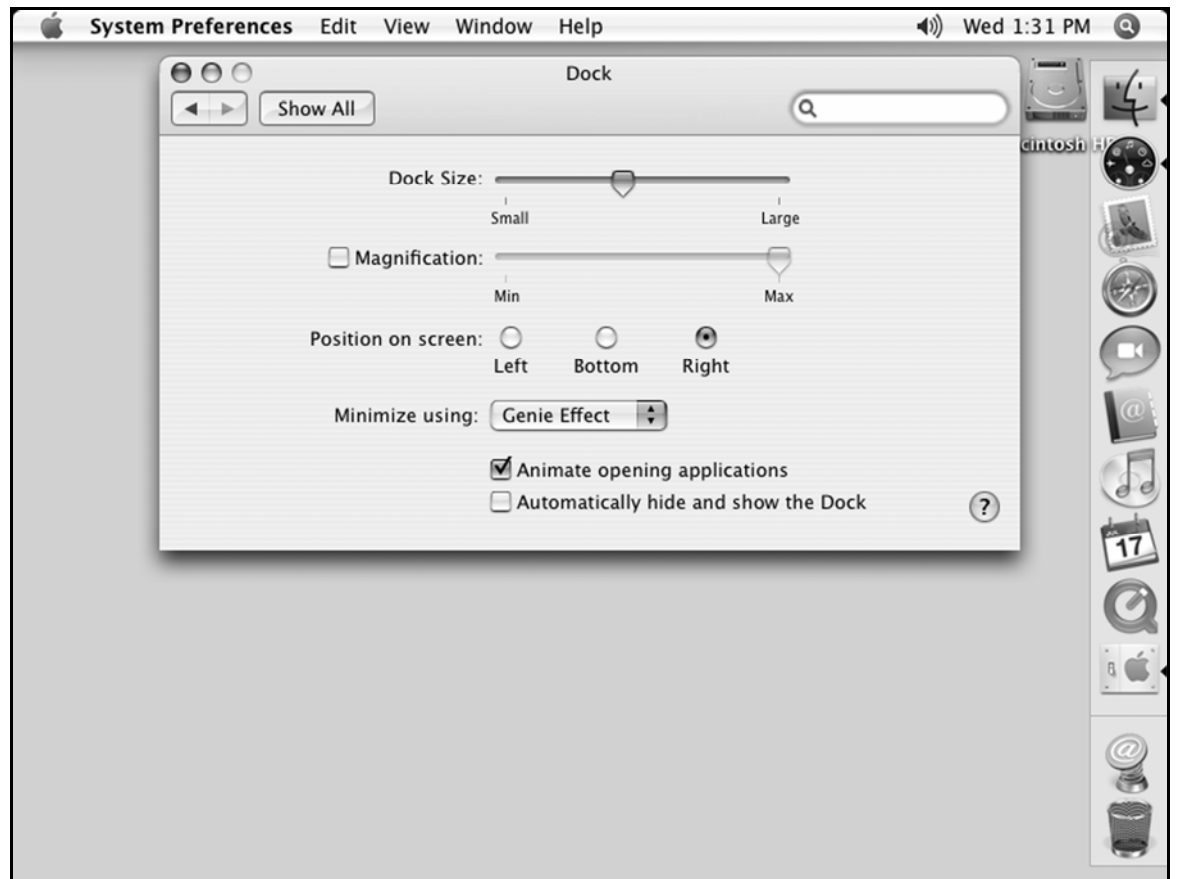 System Preferences Edit View Window Help Wed 1:31 PM
Dock
Show All
cintosh H
Dock Size:
Small Large
Magnification:
Min Max
Position on screen:
Left Bottom Right
Minimize using: Genie Effect
Animate opening applications
Automatically hide and show the Dock ?
@
17
@